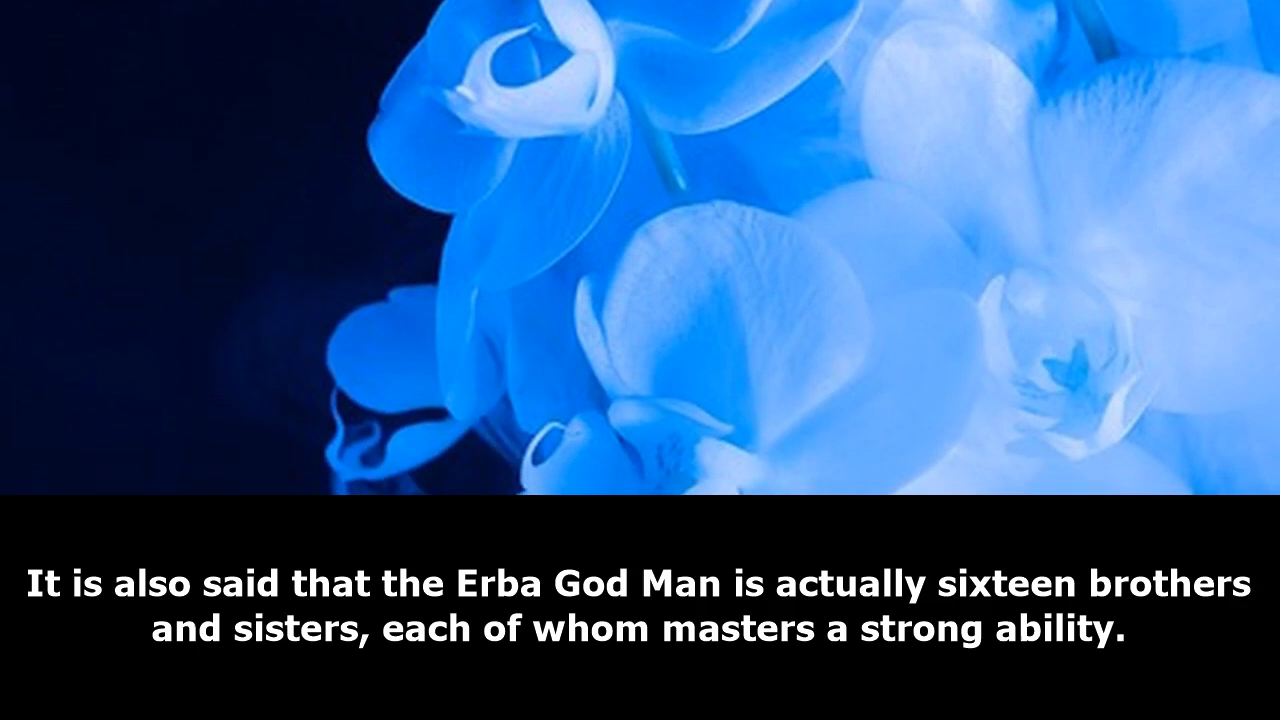 It is also said that the Erba God Man is actually sixteen brothers
and sisters, each of whom masters a strong ability.